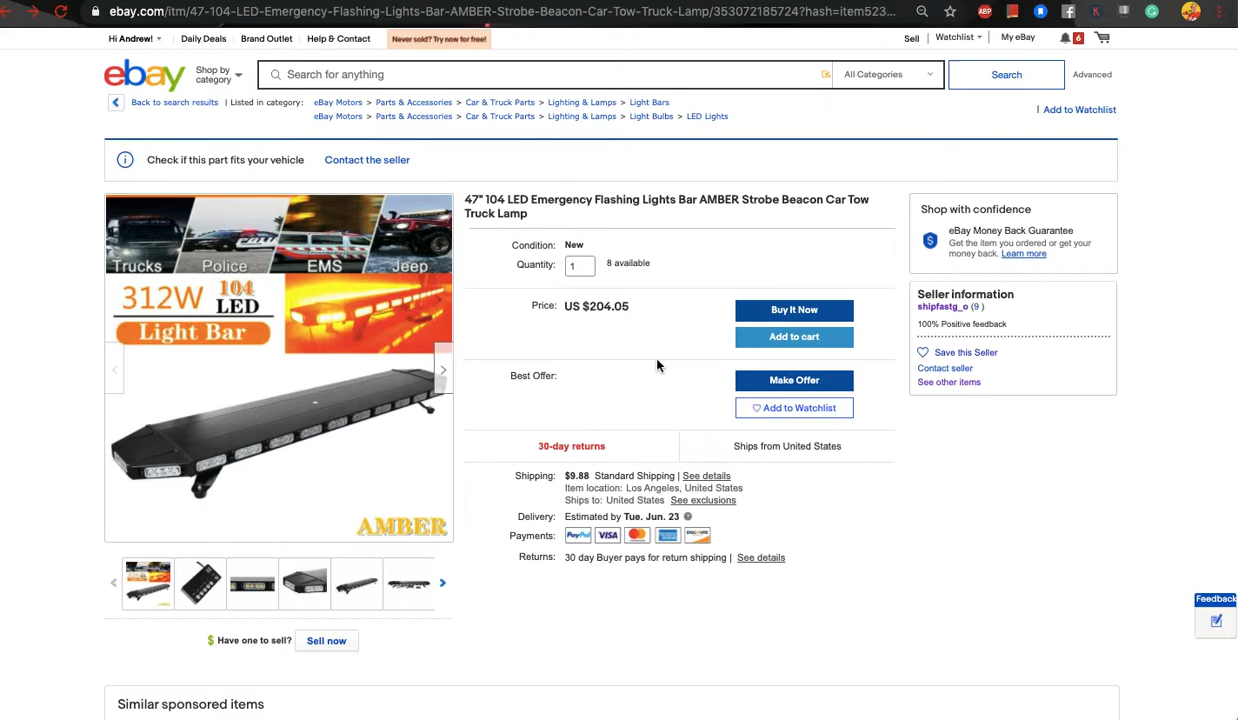 ebay.com/itm/47-104-LED-Emergency-Flashing-Lights-Bar-AMBER-Strobe-Beacon-Car-Tow-Truck-Lamp/353072185724?hash=item523...
ABP
Hi Andrew!
Daily Deals
Brand Outlet
Help & Contact
Never sold? Try now for free!
Sell
Watchlist
My eBay
6
ebay
Shop by category
Search for anything
All Categories
Search
Advanced
Back to search results | Listed in category:
eBay Motors > Parts & Accessories > Car & Truck Parts > Lighting & Lamps > Light Bars
eBay Motors > Parts & Accessories > Car & Truck Parts > Lighting & Lamps > Light Bulbs > LED Lights
| Add to Watchlist
Check if this part fits your vehicle
Contact the seller
Trucks
Police
EMS
Jeep
312W 104 LED
Light Bar
AMBER
47" 104 LED Emergency Flashing Lights Bar AMBER Strobe Beacon Car Tow
Truck Lamp
Condition: New
Quantity: 1
8 available
Price: US $204.05
Buy It Now
Add to cart
Best Offer:
Make Offer
Add to Watchlist
30-day returns
Ships from United States
Shipping: $9.88 Standard Shipping | See details
Item location: Los Angeles, United States
Ships to: United States See exclusions
Delivery: Estimated by Tue. Jun. 23
Payments: PayPal VISA
Returns: 30 day Buyer pays for return shipping | See details
Shop with confidence
eBay Money Back Guarantee
Get the item you ordered or get your
money back. Learn more
Seller information
shipfastg_o (9 )
100% Positive feedback
Save this Seller
Contact seller
See other items
Have one to sell?
Sell now
Feedback
Similar sponsored items